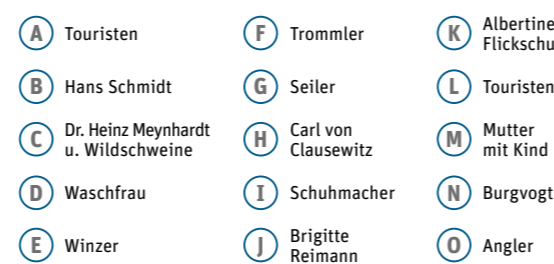 A Touristen
B Hans Schmidt
C Dr. Heinz Meynhardt
u. Wildschweine
D Waschfrau
E Winzer
F Trommler
G Seiler
H Carl von
Clausewitz
I Schuhmacher
J Brigitte
Reimann
K Albertine
Flickschu
L Touristen
M Mutter
mit Kind
N Burgvogt
O Angler